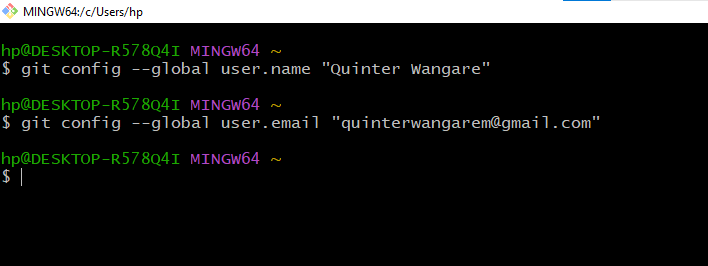 MINGW64:/c/Users/hp
hp@DESKTOP-R578Q4I MINGW64 ~
$ git config --global user.name "Quinter Wangare"
hp@DESKTOP-R578Q4I MINGW64 ~
$ git config --global user.email "quinterwangarem@gmail.com"
hp@DESKTOP-R578Q4I MINGW64 ~
$